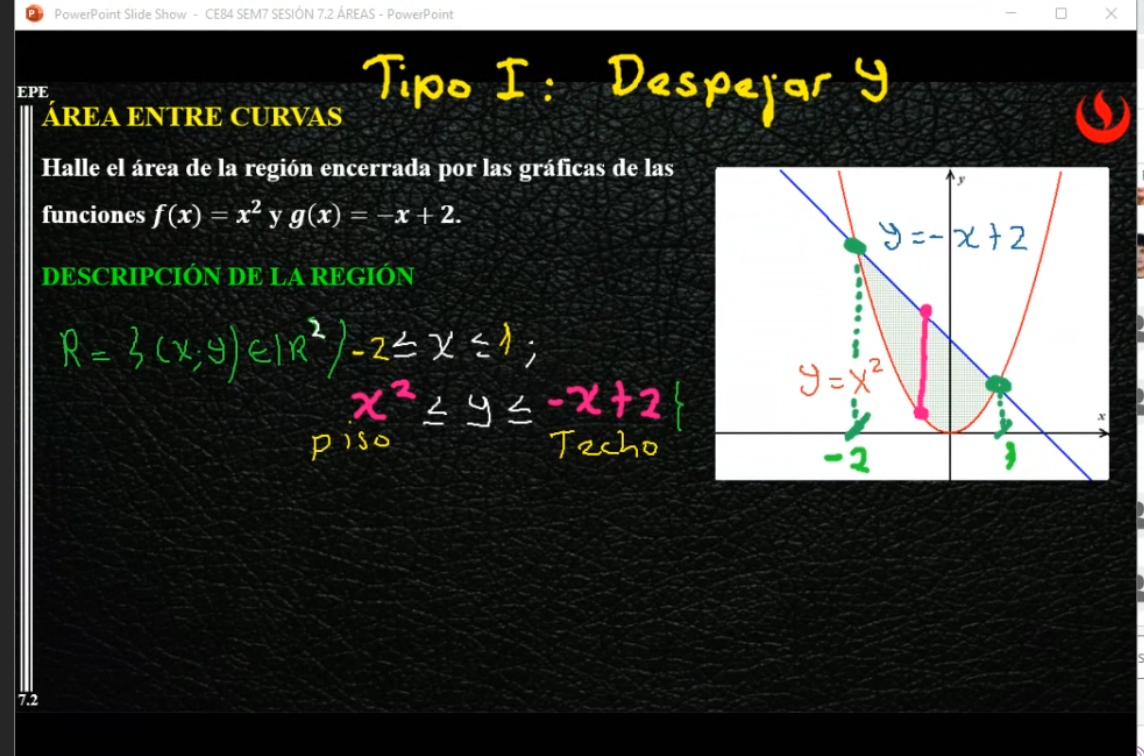 PowerPoint Slide Show - CE84 SEM7 SESIÓN 7.2 ÁREAS - PowerPoint
Tipo I: Despejar y
EPE
ÁREA ENTRE CURVAS
Halle el área de la región encerrada por las gráficas de las
funciones f(x) = x² y g(x) = −x + 2.
DESCRIPCIÓN DE LA REGIÓN
R = {(x;y) ∈ ℝ² / -2 ≤ x ≤ 1;
x² ≤ y ≤ -x+2}
piso Techo
y
y = -x+2
y = x²
x
-2 1
7.2